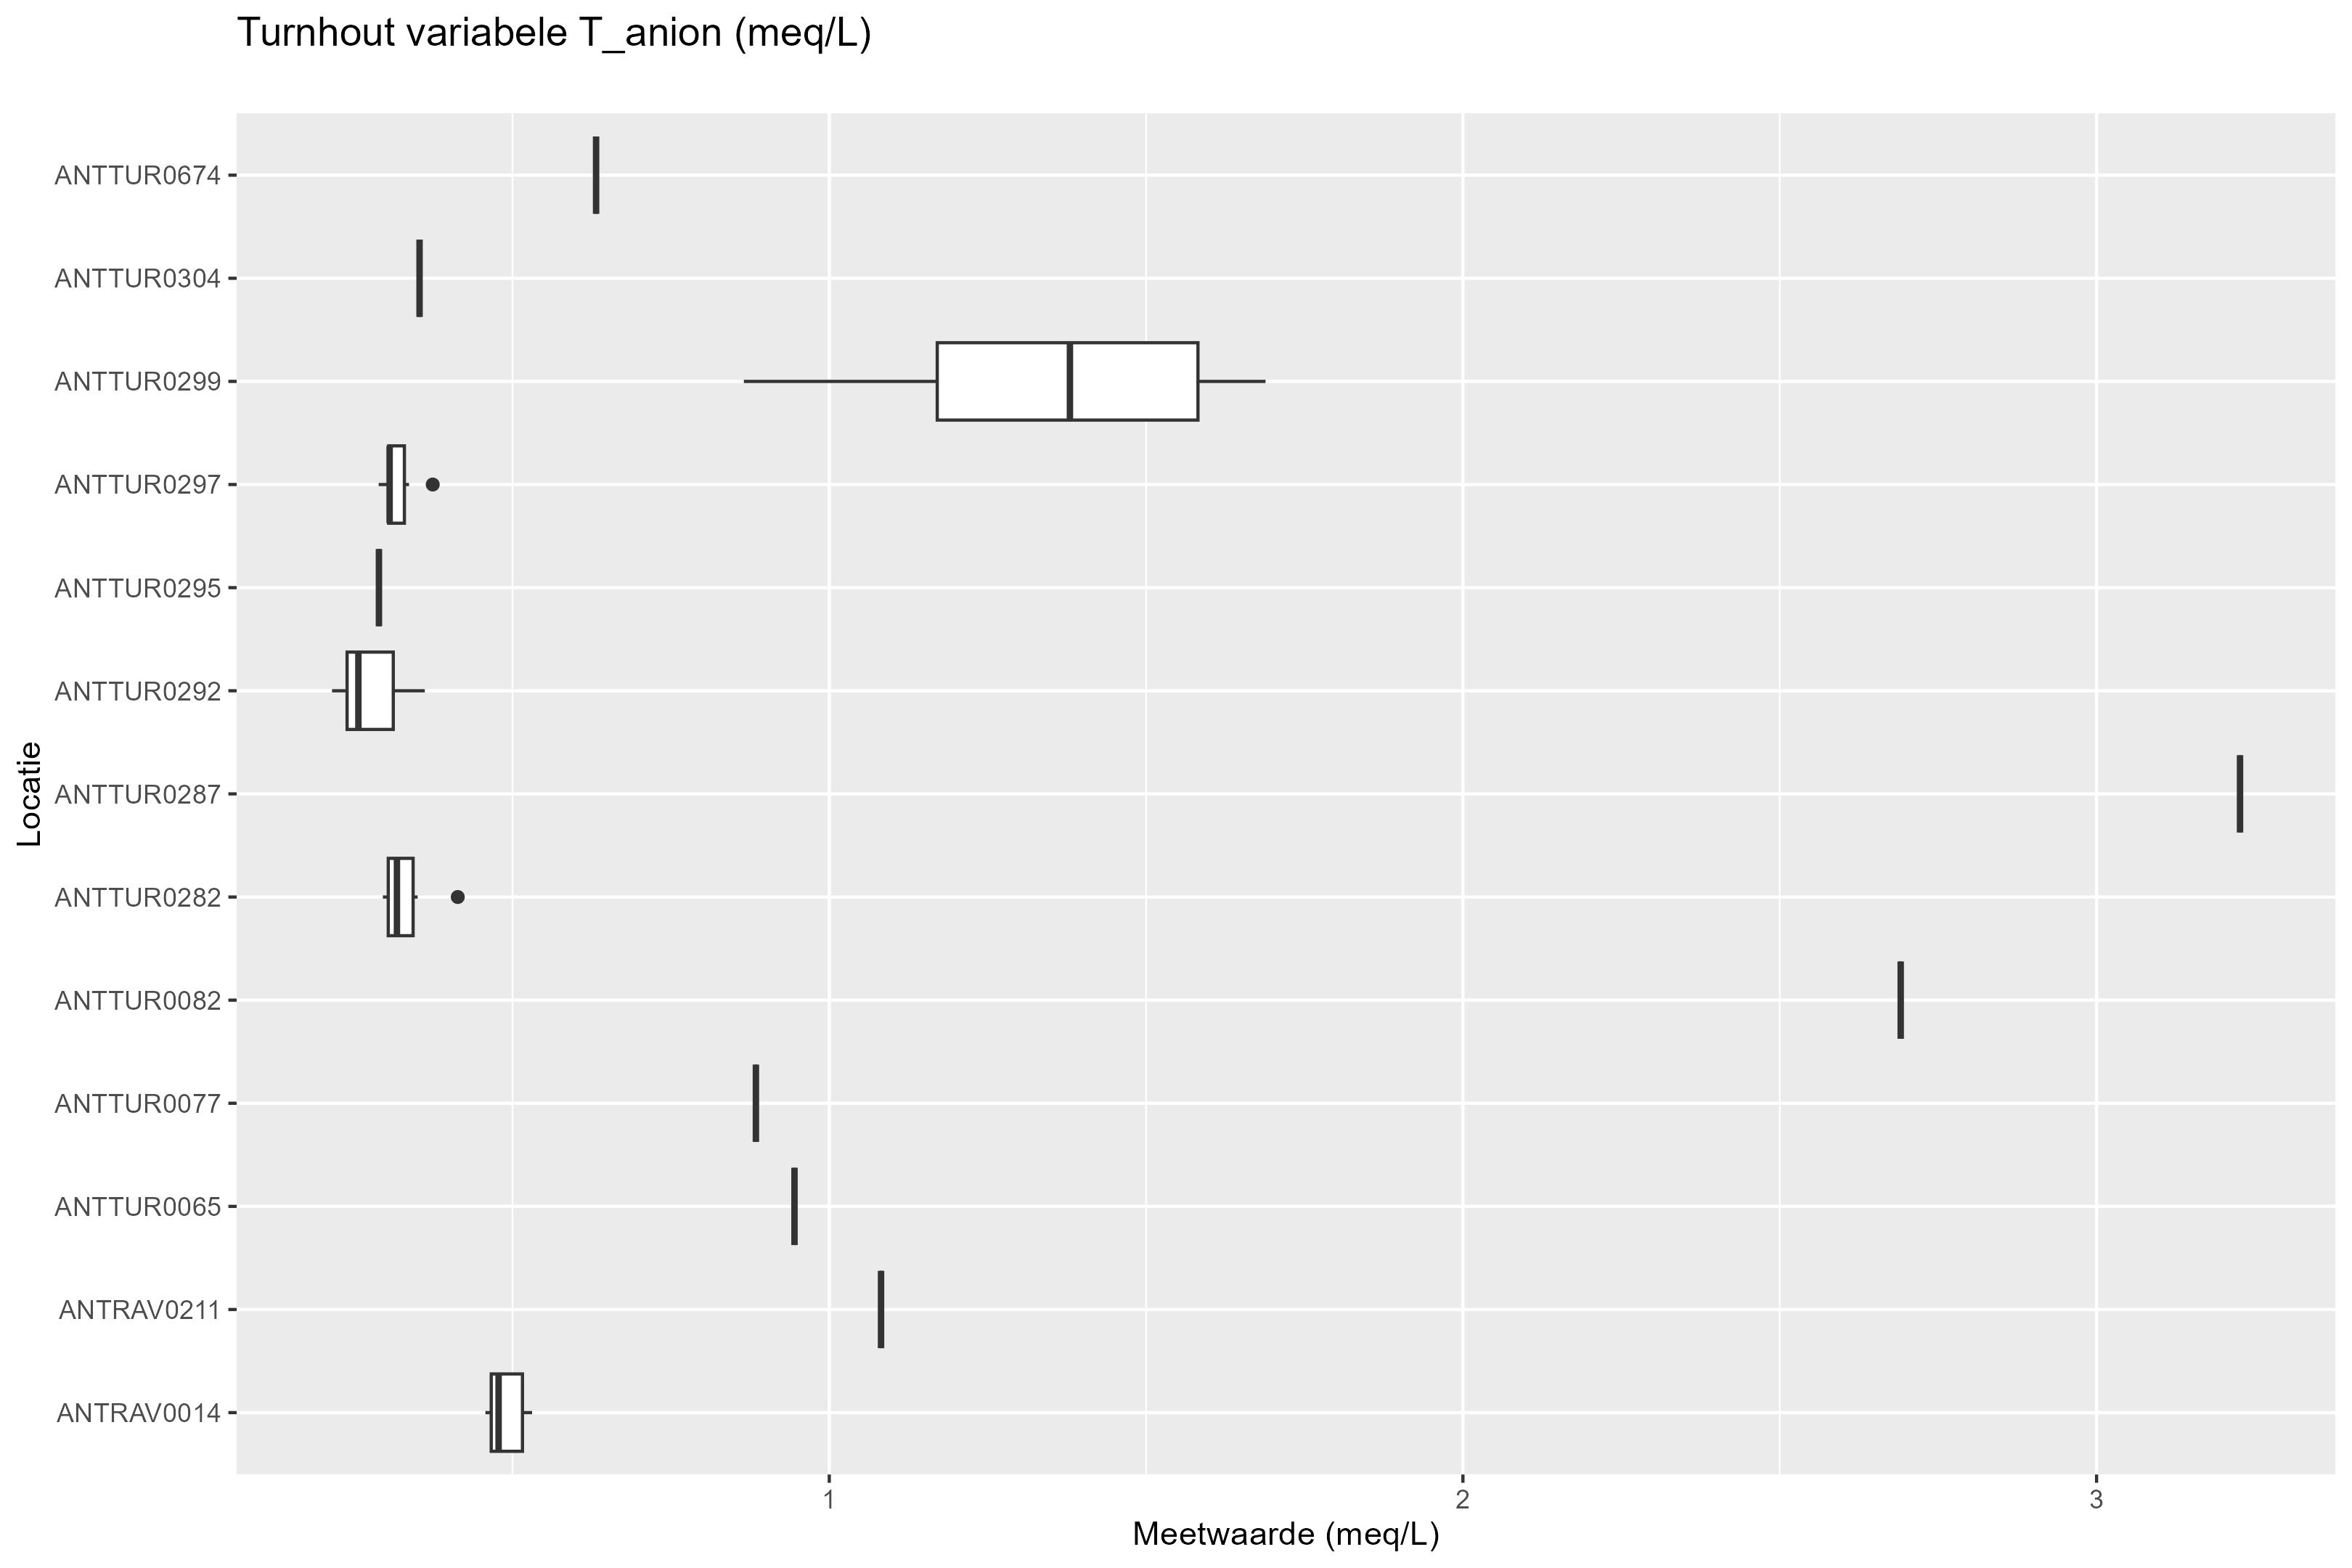 Turnhout variabele T_anion (meq/L)
ANTTUR0674
ANTTUR0304
ANTTUR0299
ANTTUR0297
ANTTUR0295
ANTTUR0292
ANTTUR0287
ANTTUR0282
ANTTUR0082
ANTTUR0077
ANTTUR0065
ANTRAV0211
ANTRAV0014
Locatie
1 2 3
Meetwaarde (meq/L)